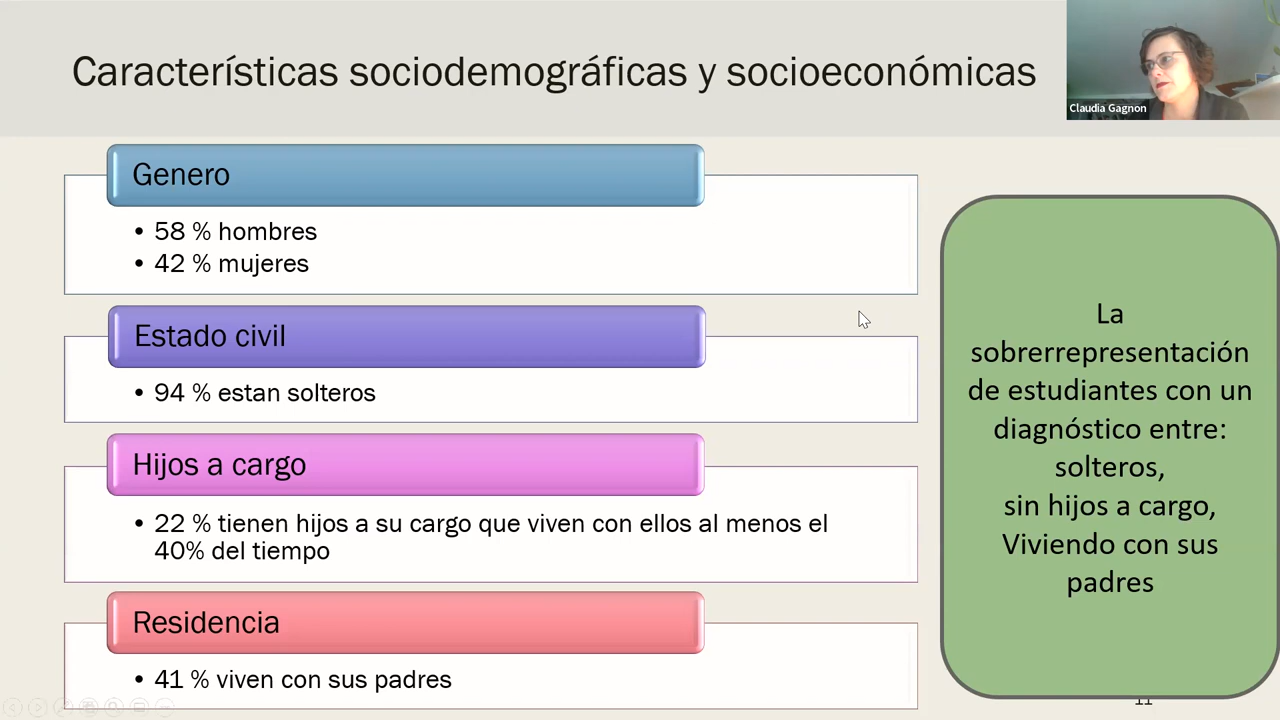 Características sociodemográficas y socioeconómicas
Claudia Gagnon
Genero
• 58 % hombres
• 42 % mujeres
Estado civil
• 94 % estan solteros
Hijos a cargo
• 22 % tienen hijos a su cargo que viven con ellos al menos el
40% del tiempo
Residencia
• 41 % viven con sus padres
La
sobrerrepresentación
de estudiantes con un
diagnóstico entre:
solteros,
sin hijos a cargo,
Viviendo con sus
padres
11